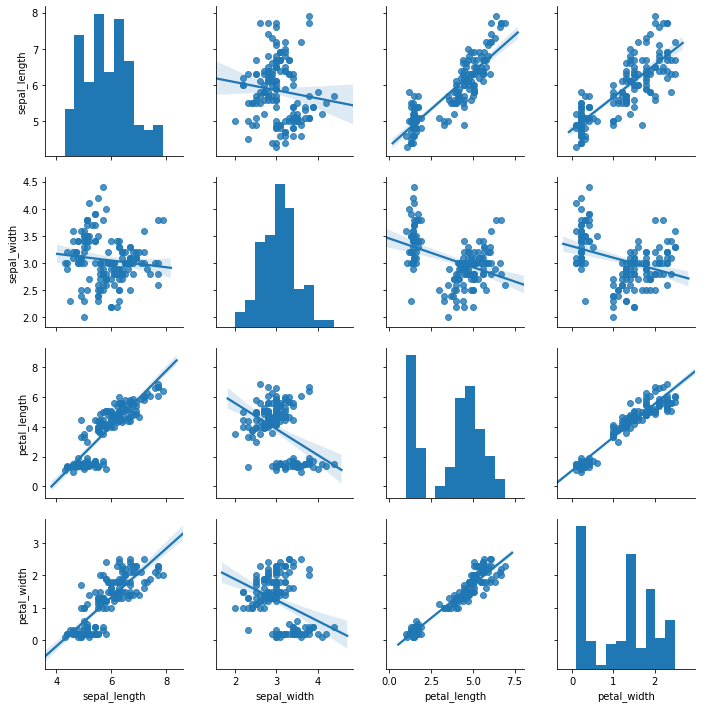 8
7
6
5
sepal_length
4.5
4.0
3.5
3.0
2.5
2.0
sepal_width
8
6
4
2
0
petal_length
3
2
1
0
petal_width
4 6 8
2 3 4
0.0 2.5 5.0 7.5
0 1 2
sepal_length sepal_width petal_length petal_width